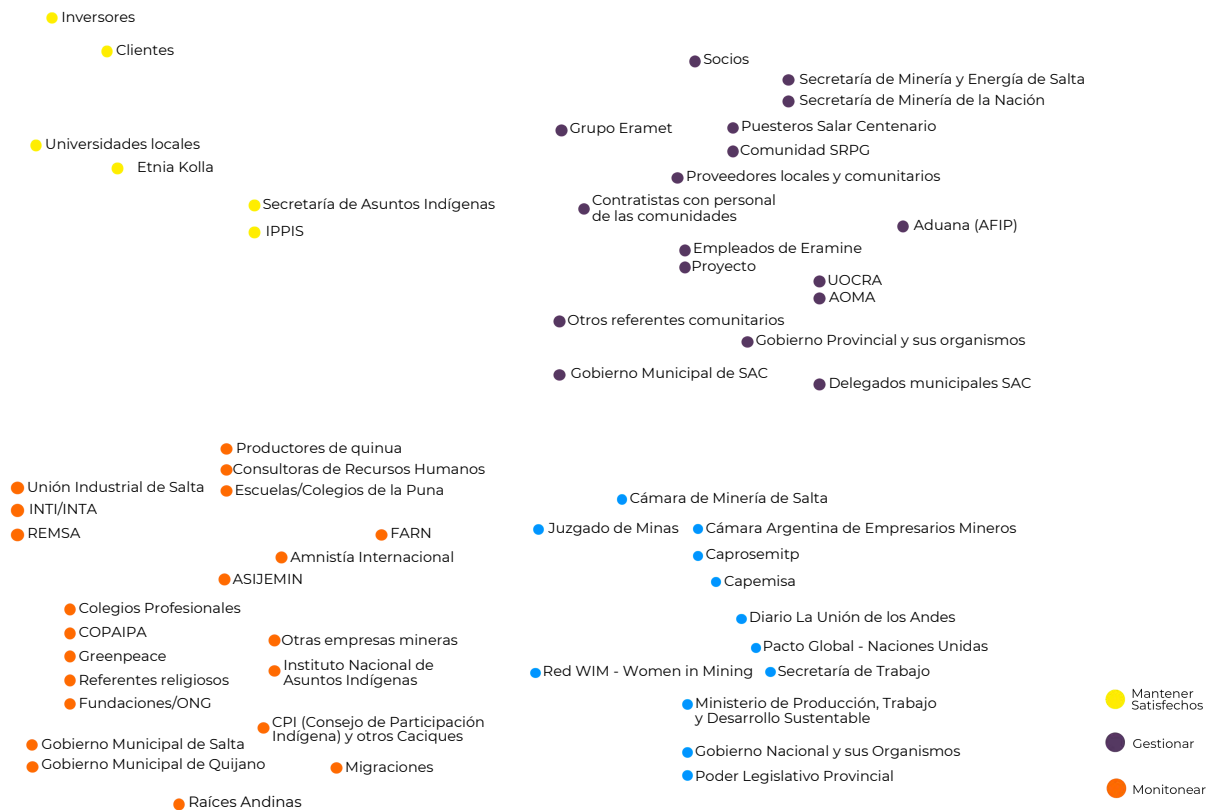 Inversores
Clientes
Universidades locales
Etnia Kolla
Secretaría de Asuntos Indígenas
IPPIS
Socios
Secretaría de Minería y Energía de Salta
Secretaría de Minería de la Nación
Grupo Eramet
Puesteros Salar Centenario
Comunidad SRPG
Proveedores locales y comunitarios
Contratistas con personal
de las comunidades
Aduana (AFIP)
Empleados de Eramine
Proyecto
UOCRA
AOMA
Otros referentes comunitarios
Gobierno Provincial y sus organismos
Gobierno Municipal de SAC
Delegados municipales SAC
Productores de quinua
Consultoras de Recursos Humanos
Unión Industrial de Salta
Escuelas/Colegios de la Puna
INTI/INTA
REMSA
FARN
Amnistía Internacional
ASIJEMIN
Colegios Profesionales
COPAIPA
Otras empresas mineras
Greenpeace
Instituto Nacional de
Asuntos Indígenas
Referentes religiosos
Fundaciones/ONG
CPI (Consejo de Participación
Indígena) y otros Caciques
Gobierno Municipal de Salta
Gobierno Municipal de Quijano
Migraciones
Raíces Andinas
Cámara de Minería de Salta
Juzgado de Minas
Cámara Argentina de Empresarios Mineros
Caprosemitp
Capemisa
Diario La Unión de los Andes
Pacto Global - Naciones Unidas
Red WIM - Women in Mining
Secretaría de Trabajo
Ministerio de Producción, Trabajo
y Desarrollo Sustentable
Gobierno Nacional y sus Organismos
Poder Legislativo Provincial
Mantener
Satisfechos
Gestionar
Monitonear